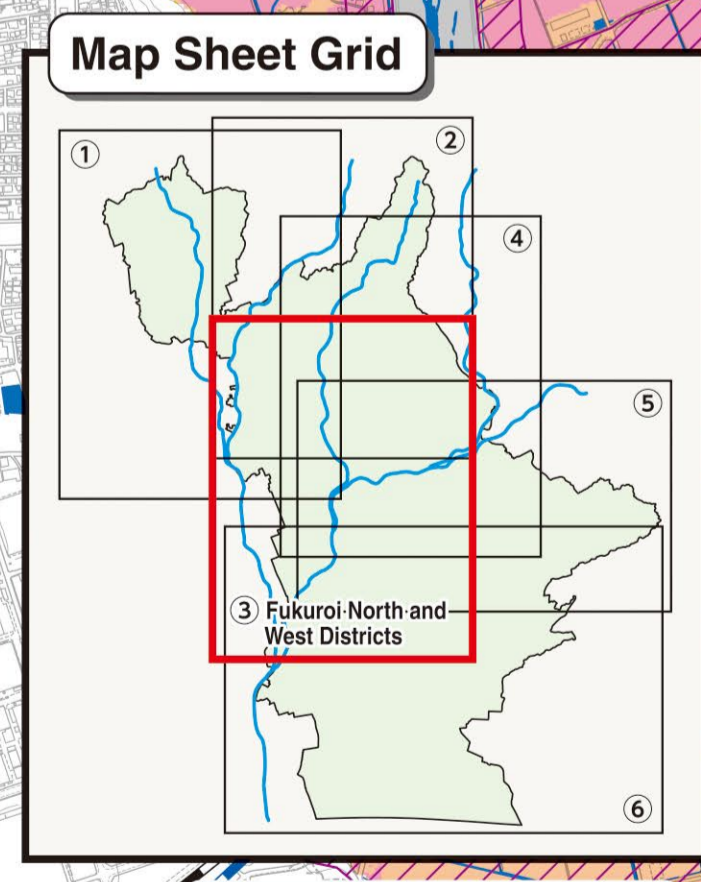 Map Sheet Grid
①
②
④
⑤
③ Fukuroi·North·and
West Districts
⑥